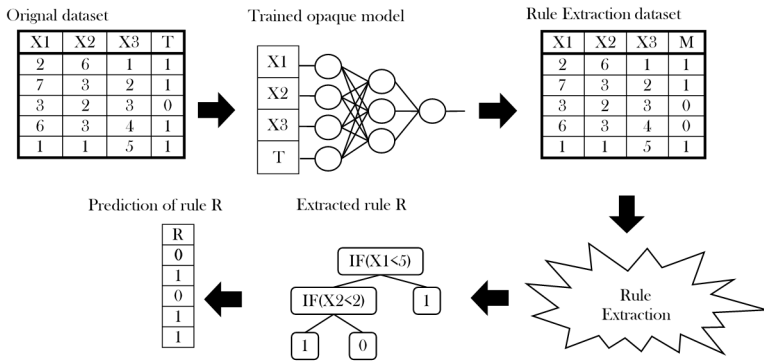 Orignal dataset
X1 X2 X3 T
2 6 1 1
7 3 2 1
3 2 3 0
6 3 4 1
1 1 5 1
Trained opaque model
X1
X2
X3
T
Rule Extraction dataset
X1 X2 X3 M
2 6 1 1
7 3 2 1
3 2 3 0
6 3 4 0
1 1 5 1
Prediction of rule R
R
0
1
0
1
1
Extracted rule R
IF(X1<5)
IF(X2<2) 1
1 0
Rule
Extraction